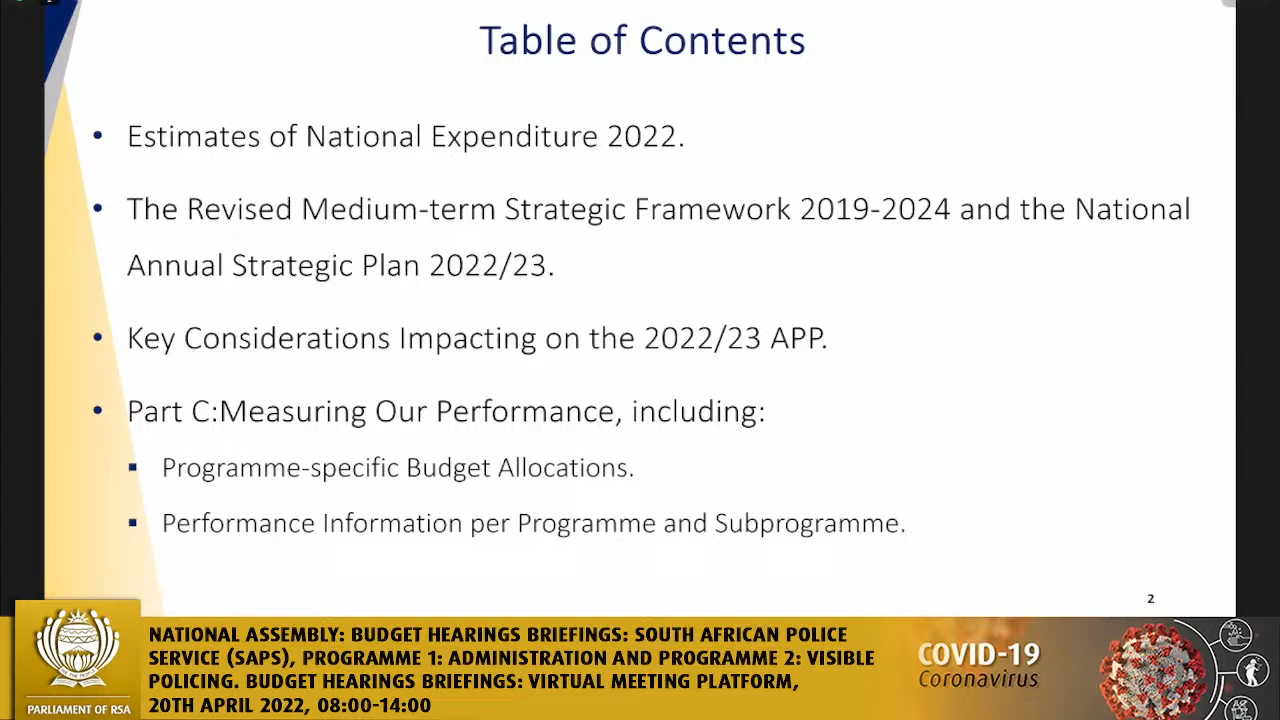 Table of Contents
• Estimates of National Expenditure 2022.
• The Revised Medium-term Strategic Framework 2019-2024 and the National
Annual Strategic Plan 2022/23.
• Key Considerations Impacting on the 2022/23 APP.
• Part C:Measuring Our Performance, including:
▪ Programme-specific Budget Allocations.
▪ Performance Information per Programme and Subprogramme.
2
NATIONAL ASSEMBLY: BUDGET HEARINGS BRIEFINGS: SOUTH AFRICAN POLICE
SERVICE (SAPS), PROGRAMME 1: ADMINISTRATION AND PROGRAMME 2: VISIBLE
POLICING. BUDGET HEARINGS BRIEFINGS: VIRTUAL MEETING PLATFORM,
20TH APRIL 2022, 08:00-14:00
PARLIAMENT OF RSA
COVID-19
Coronavirus